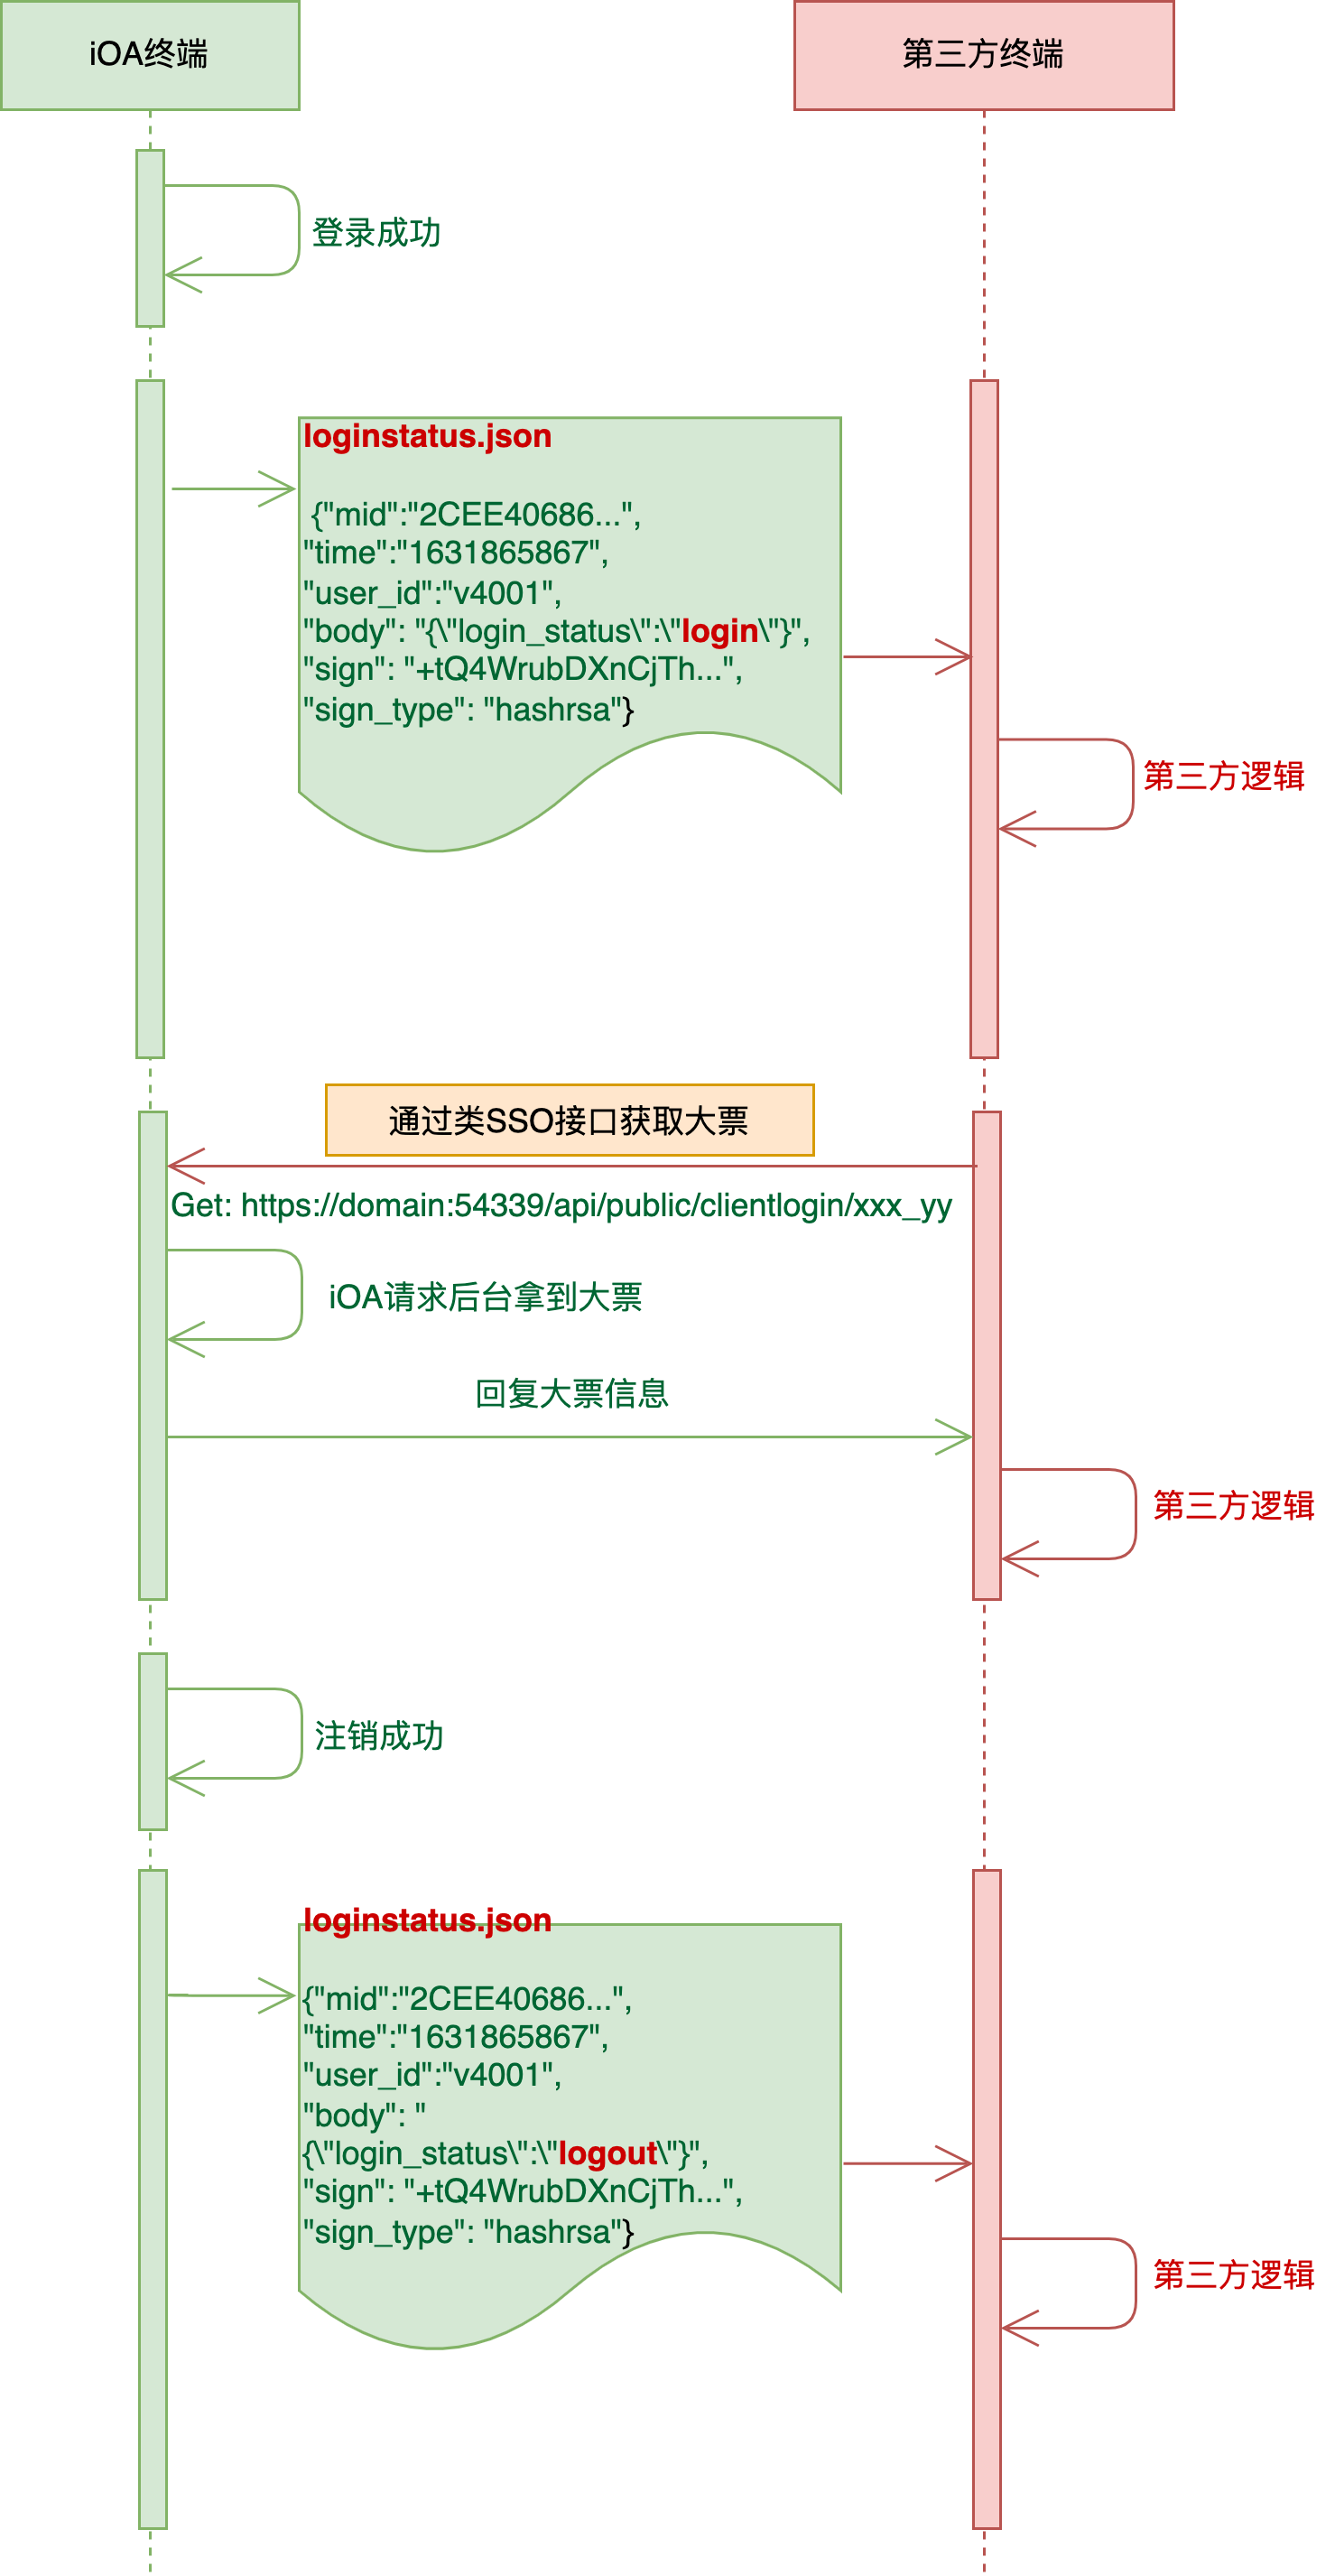 iOA终端
第三方终端
登录成功
loginstatus.json
{"mid":"2CEE40686...",
"time":"1631865867",
"user_id":"v4001",
"body": "{\"login_status\":\"login\"}",
"sign": "+tQ4WrubDXnCjTh...",
"sign_type": "hashrsa"}
第三方逻辑
通过类SSO接口获取大票
Get: https://domain:54339/api/public/clientlogin/xxx_yy
iOA请求后台拿到大票
回复大票信息
第三方逻辑
注销成功
loginstatus.json
{"mid":"2CEE40686...",
"time":"1631865867",
"user_id":"v4001",
"body": "
{\"login_status\":\"logout\"}",
"sign": "+tQ4WrubDXnCjTh...",
"sign_type": "hashrsa"}
第三方逻辑